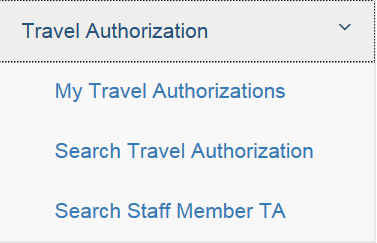 Travel Authorization
My Travel Authorizations
Search Travel Authorization
Search Staff Member TA